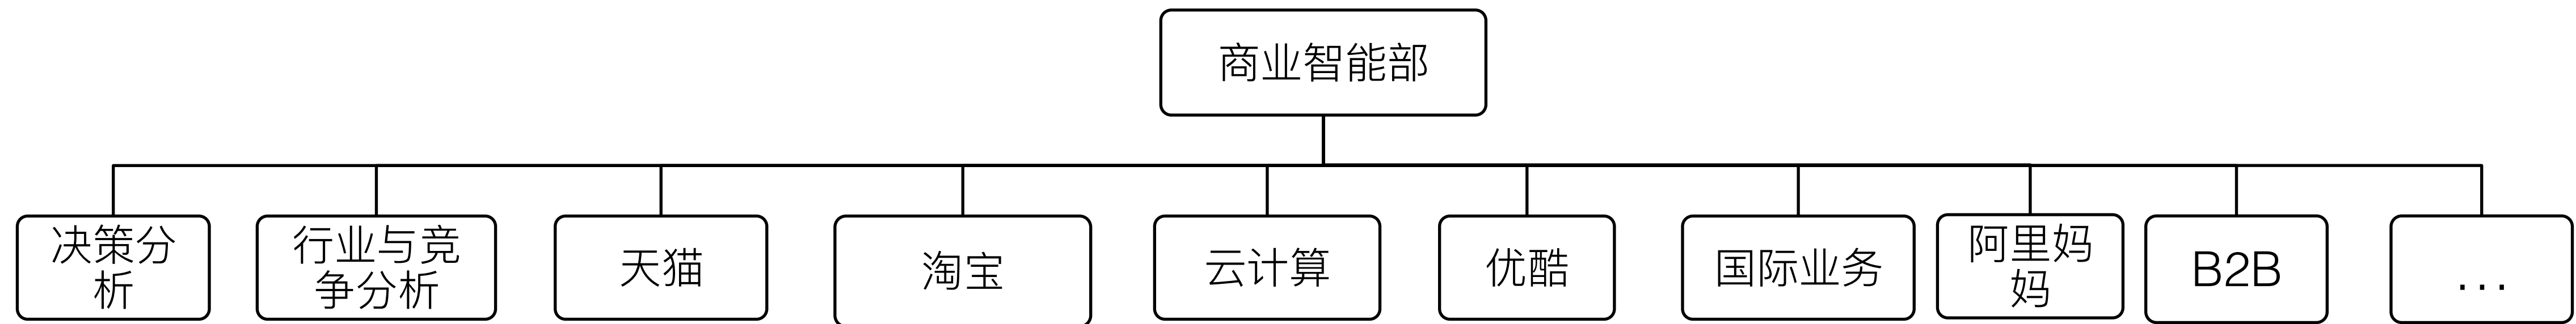 商业智能部
决策分
析
行业与竞
争分析
天猫
淘宝
云计算
优酷
国际业务
阿里妈
妈
B2B
...